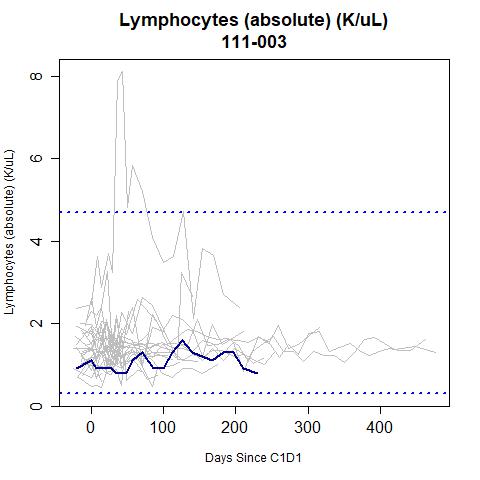 Lymphocytes (absolute) (K/uL)
111-003
Lymphocytes (absolute) (K/uL)
8
6
4
2
0
0 100 200 300 400
Days Since C1D1